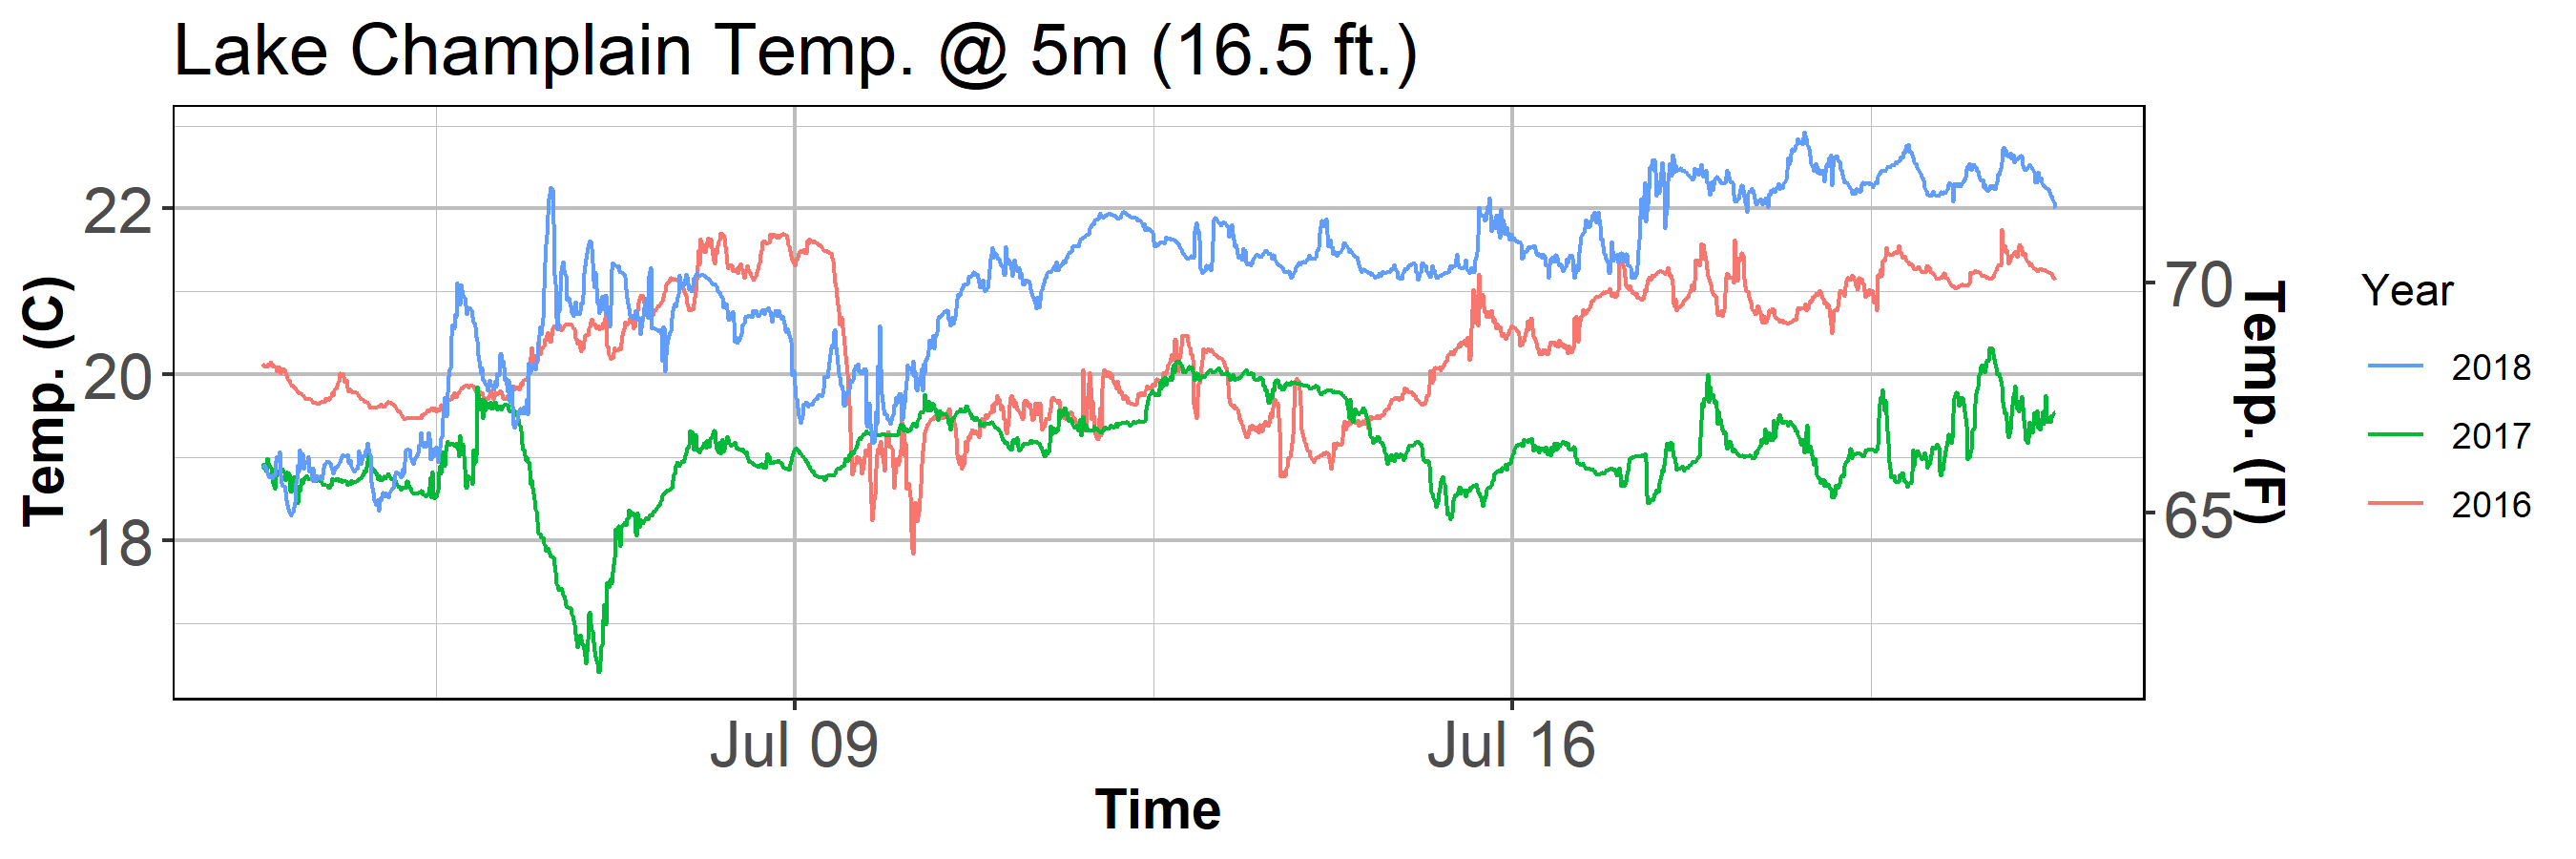 Lake Champlain Temp. @ 5m (16.5 ft.)
Temp. (C)
22
20
18
70
65
Temp. (F)
Jul 09
Jul 16
Time
Year
2018
2017
2016